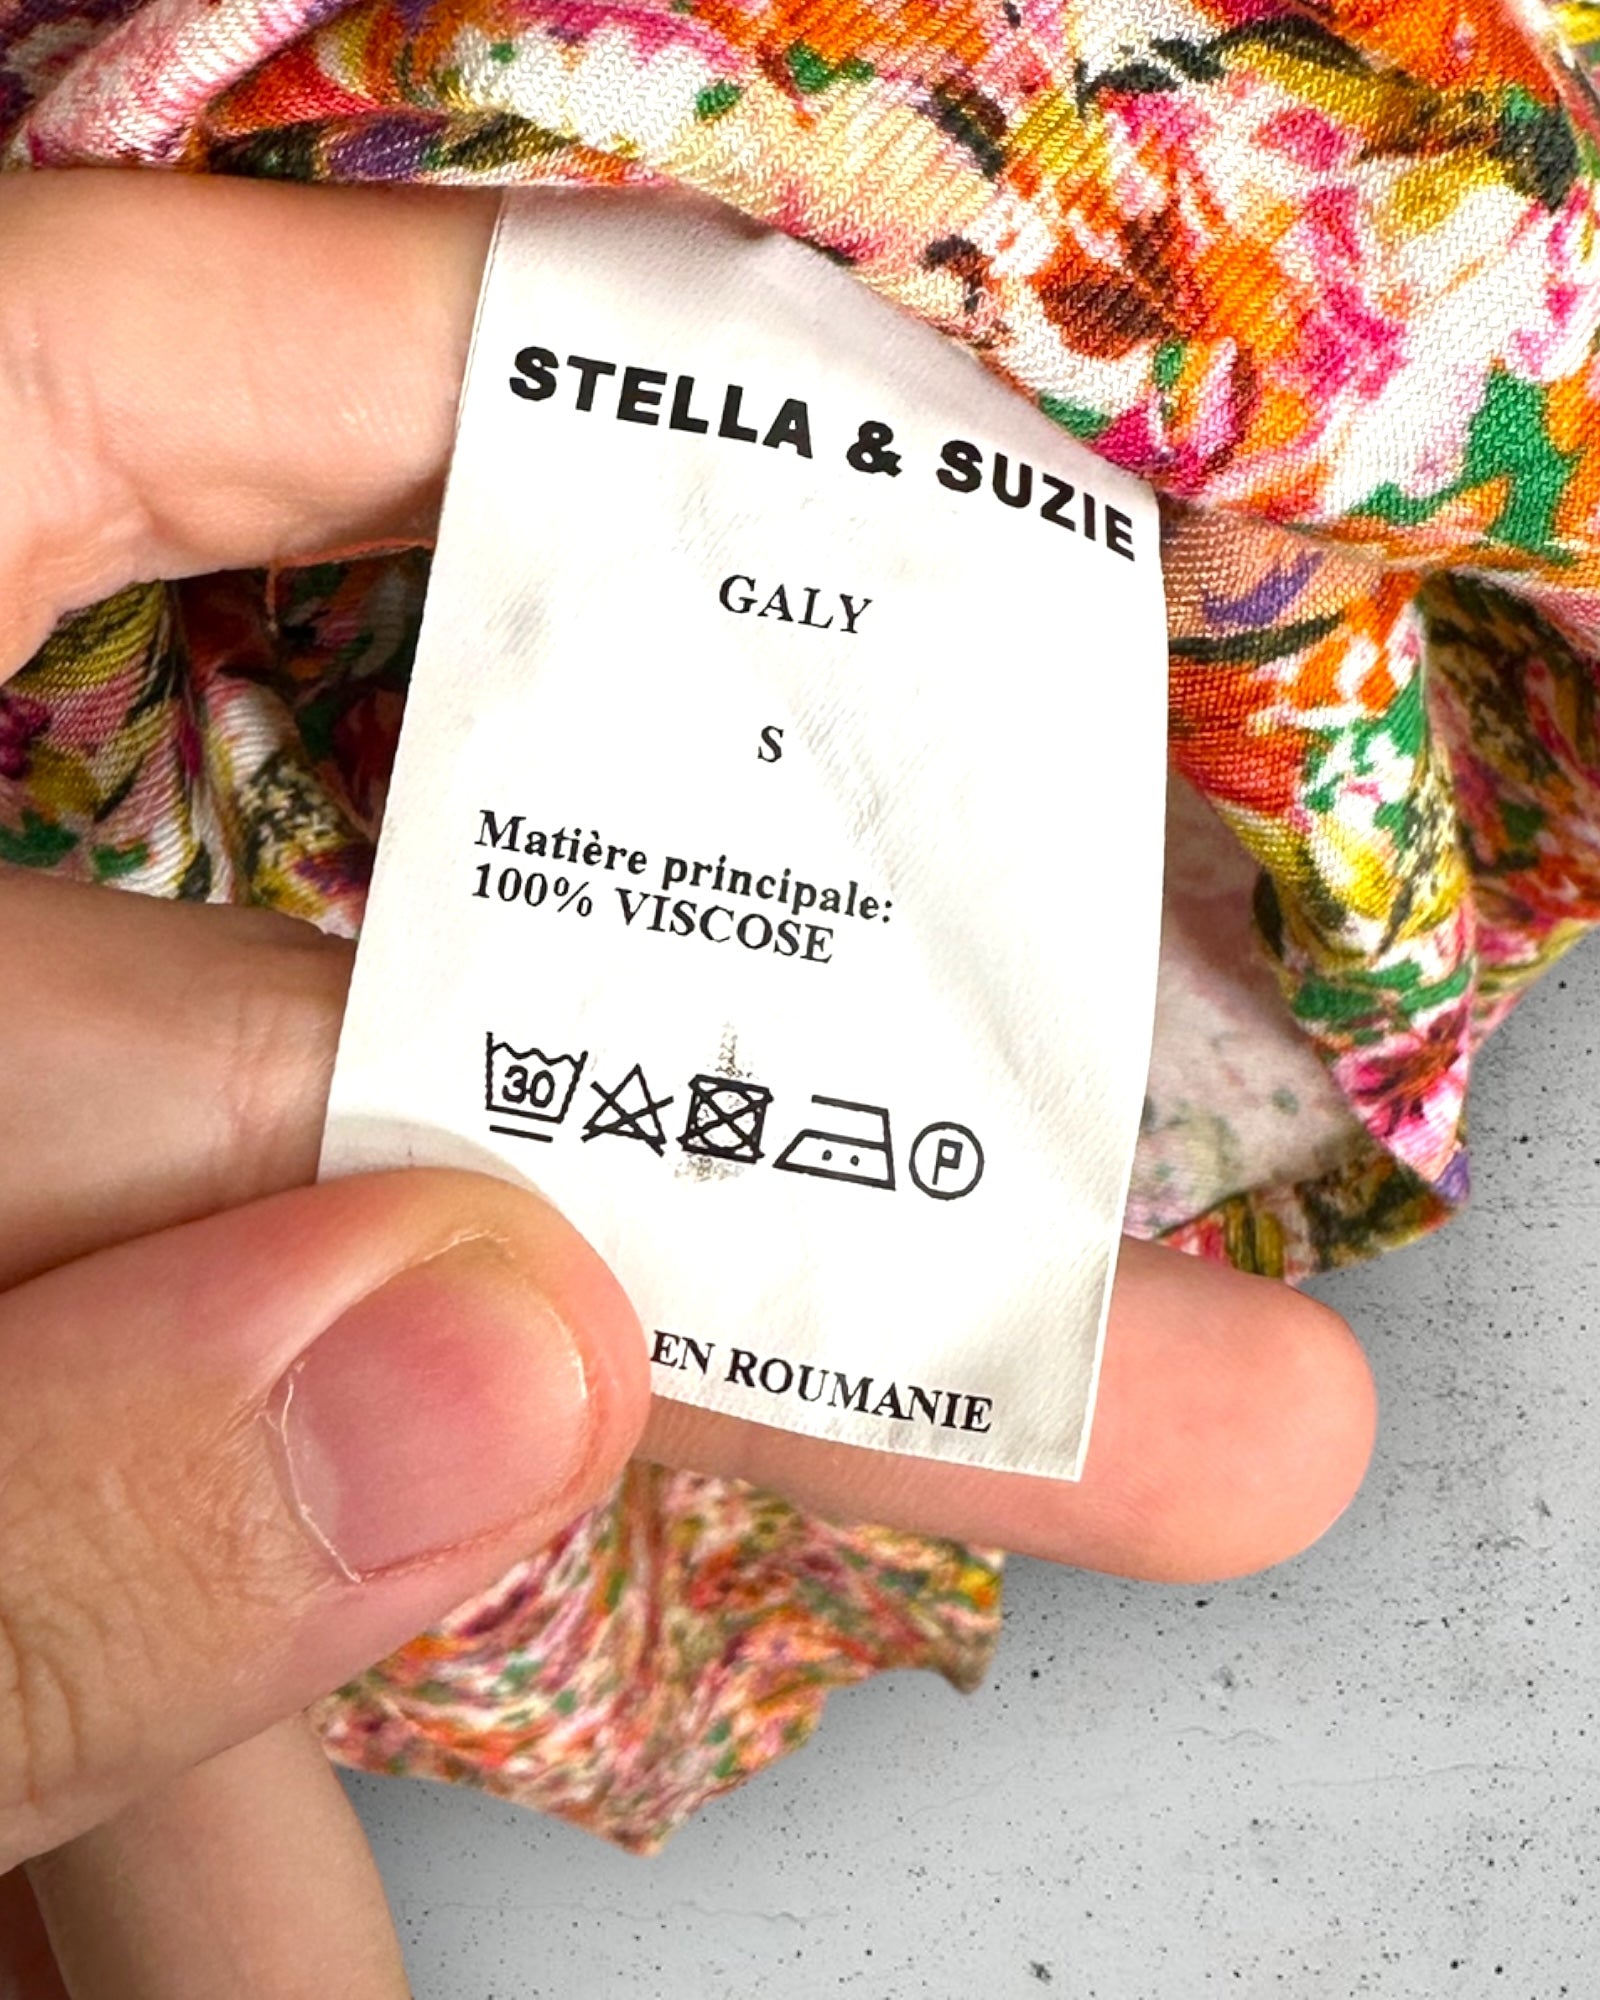 STELLA & SUZIE
GALY
S
Matière principale:
100% VISCOSE
30
P
EN ROUMANIE